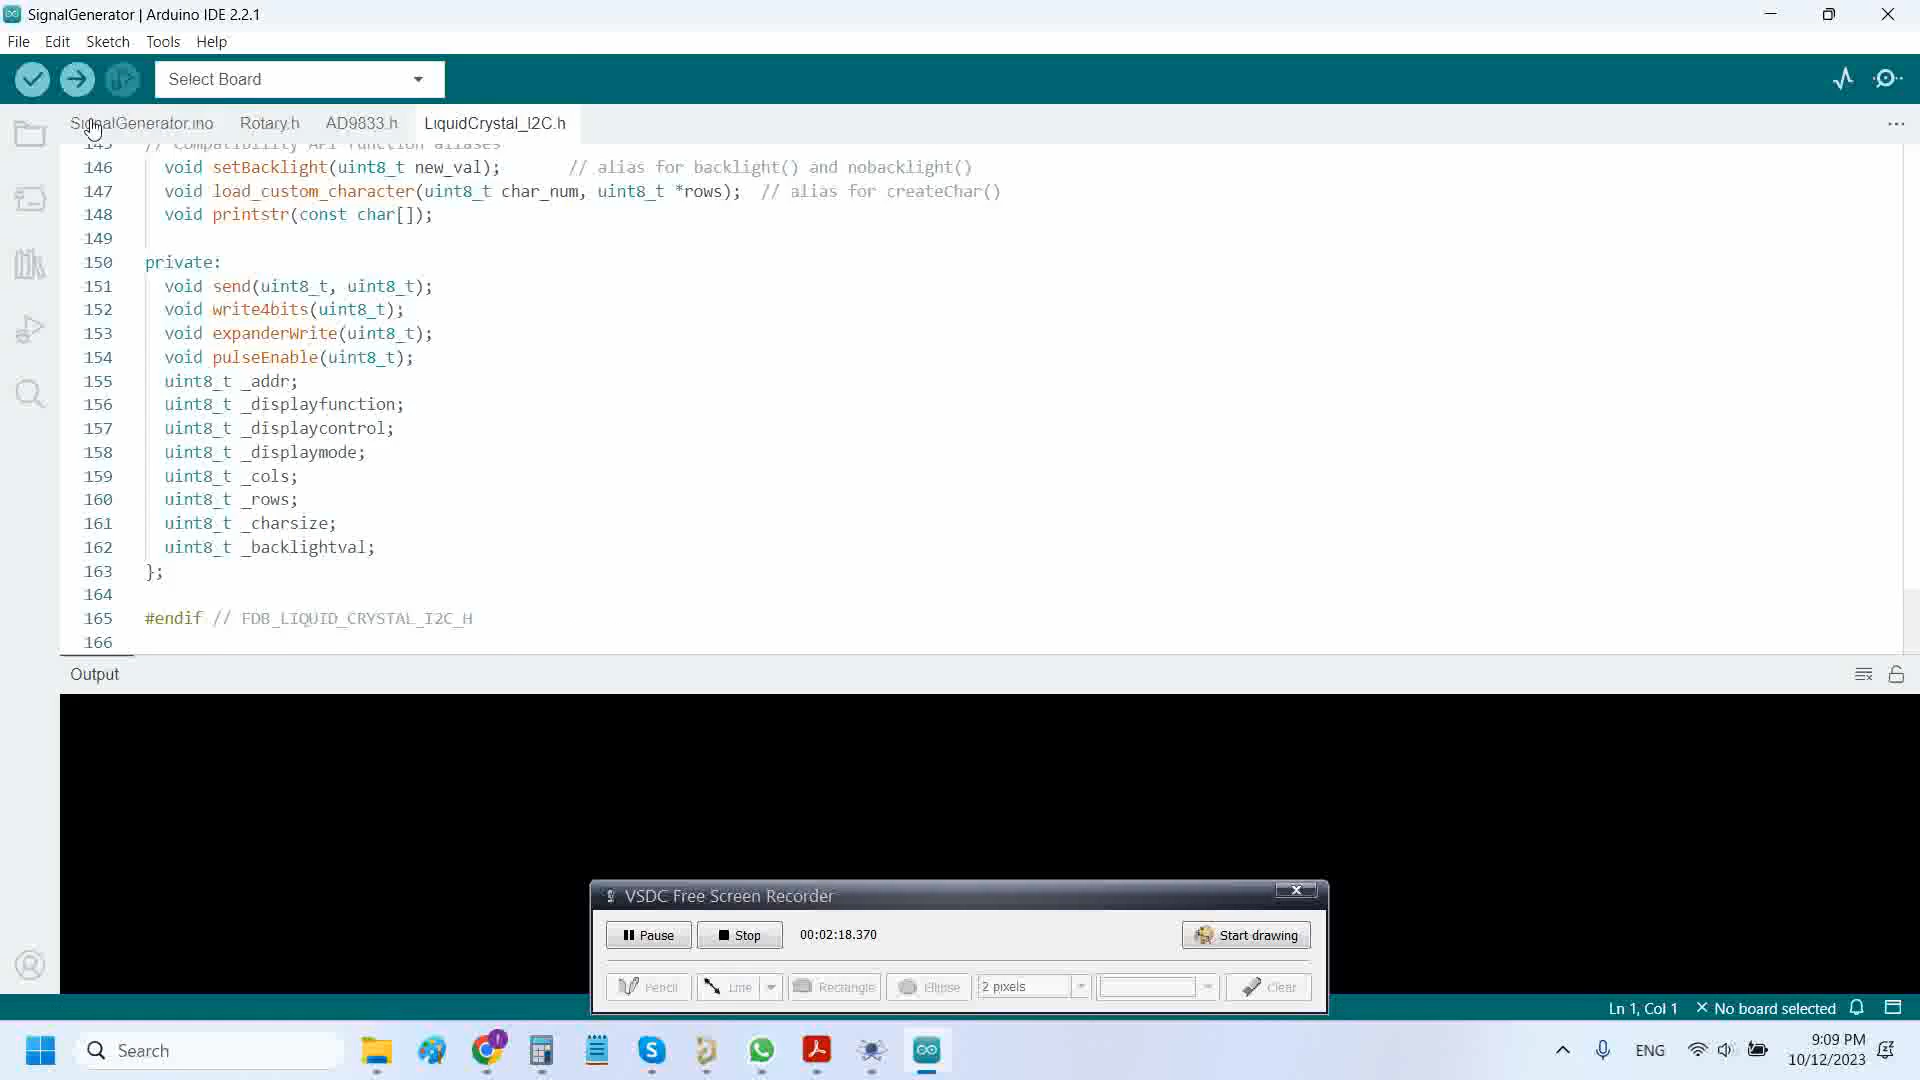 SignalGenerator | Arduino IDE 2.2.1
File Edit Sketch Tools Help
Select Board
SignalGenerator.ino Rotary.h AD9833.h LiquidCrystal_I2C.h
145 // Compatibility API function aliases
146 void setBacklight(uint8_t new_val); // alias for backlight() and nobacklight()
147 void load_custom_character(uint8_t char_num, uint8_t *rows); // alias for createChar()
148 void printstr(const char[]);
149
150 private:
151 void send(uint8_t, uint8_t);
152 void write4bits(uint8_t);
153 void expanderWrite(uint8_t);
154 void pulseEnable(uint8_t);
155 uint8_t _addr;
156 uint8_t _displayfunction;
157 uint8_t _displaycontrol;
158 uint8_t _displaymode;
159 uint8_t _cols;
160 uint8_t _rows;
161 uint8_t _charsize;
162 uint8_t _backlightval;
163 };
164
165 #endif // FDB_LIQUID_CRYSTAL_I2C_H
166
Output
VSDC Free Screen Recorder
Pause Stop 00:02:18.370 Start drawing
Pencil Line Rectangle Ellipse 2 pixels Clear
Ln 1, Col 1 No board selected
Search
ENG
9:09 PM
10/12/2023